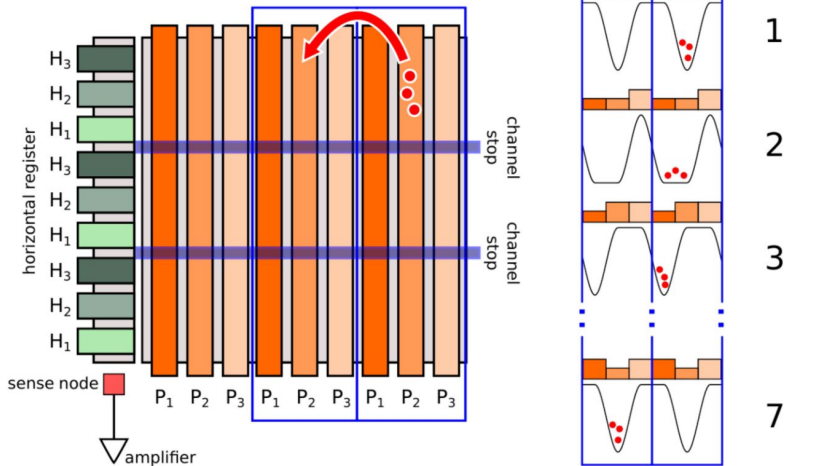 H3
H2
H1
H3
H2
H1
H3
H2
H1
horizontal register
sense node
amplifier
P1 P2 P3 P1 P2 P3 P1 P2 P3
channel
stop
channel
stop
1
2
3
7